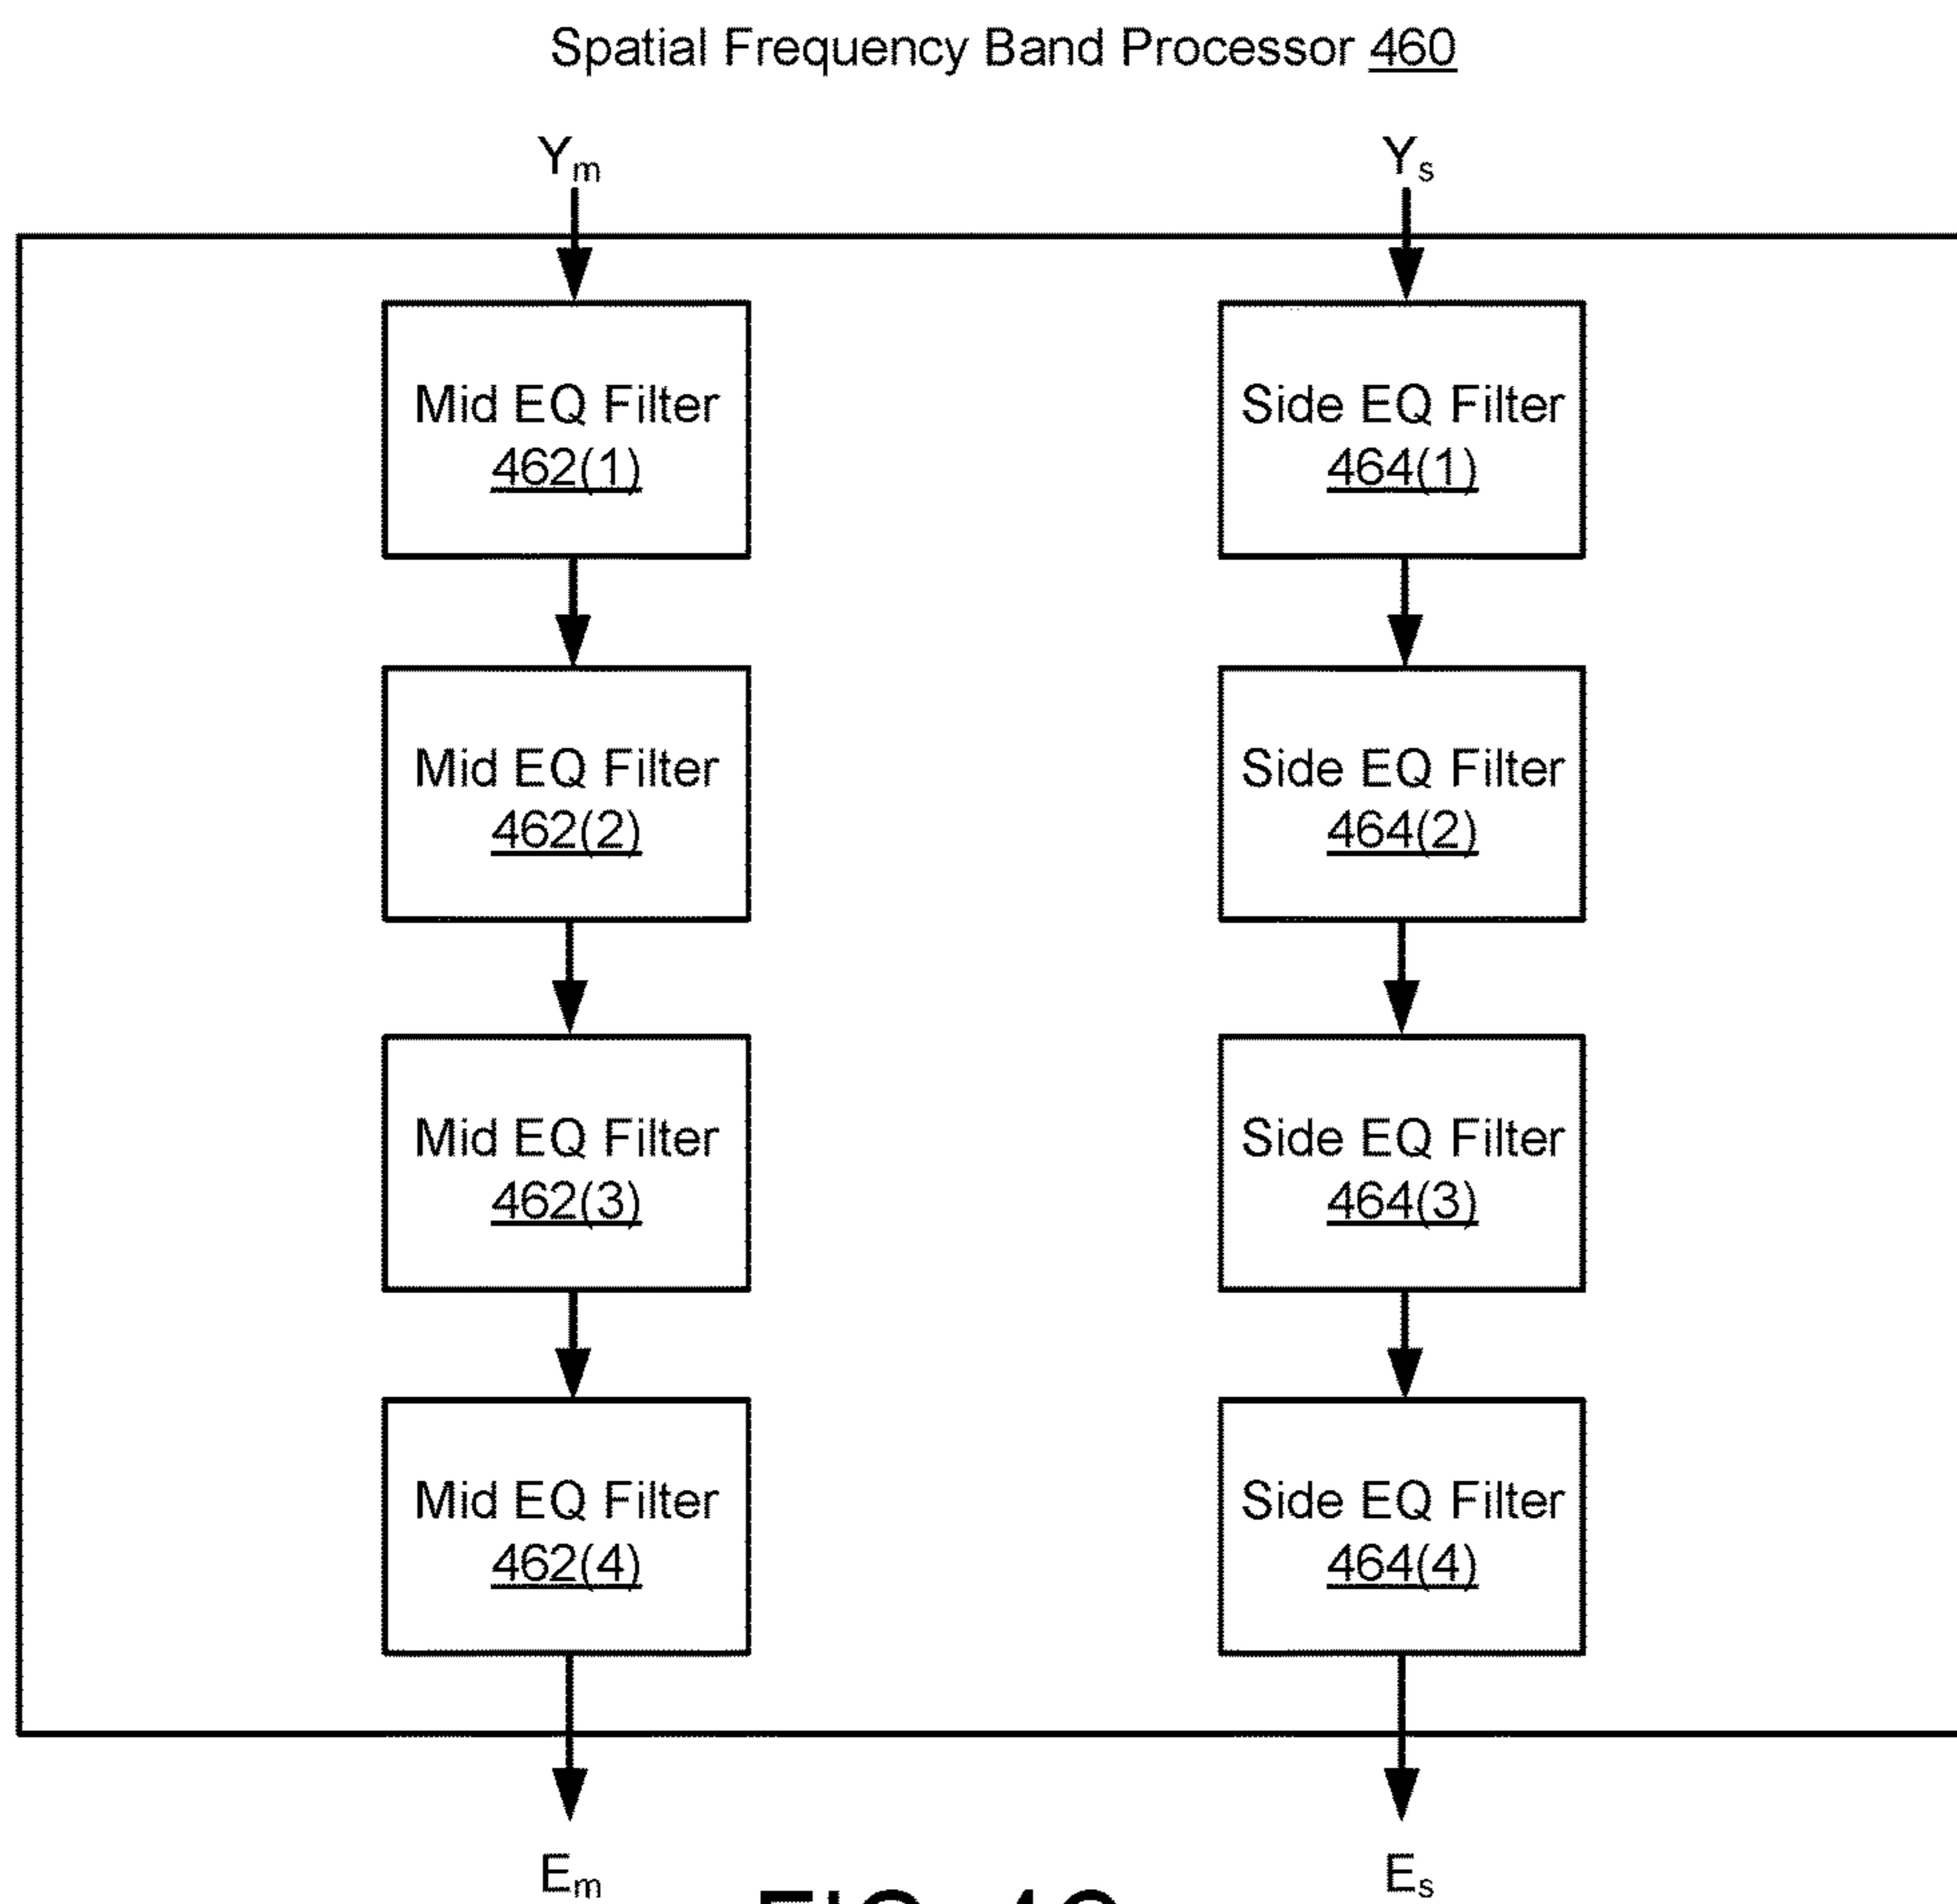 Spatial Frequency Band Processor 460
Ym Ys
Mid EQ Filter
462(1)
Side EQ Filter
464(1)
Mid EQ Filter
462(2)
Side EQ Filter
464(2)
Mid EQ Filter
462(3)
Side EQ Filter
464(3)
Mid EQ Filter
462(4)
Side EQ Filter
464(4)
Em Es